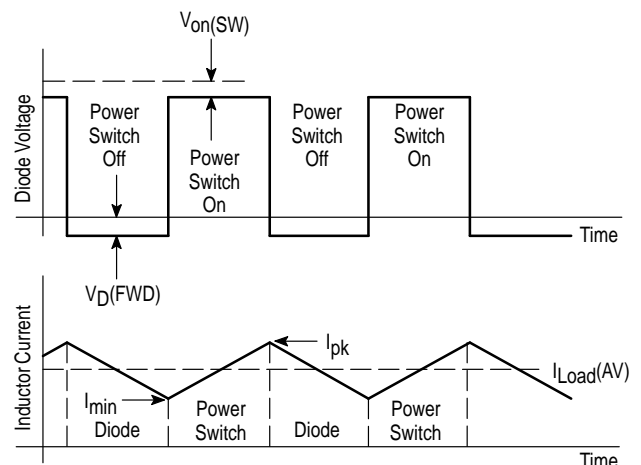 Von(SW)
Diode Voltage
Power
Switch
Off
Power
Switch
On
Power
Switch
Off
Power
Switch
On
Time
VD(FWD)
Inductor Current
Ipk
ILoad(AV)
Imin
Diode
Power
Switch
Diode
Power
Switch
Time